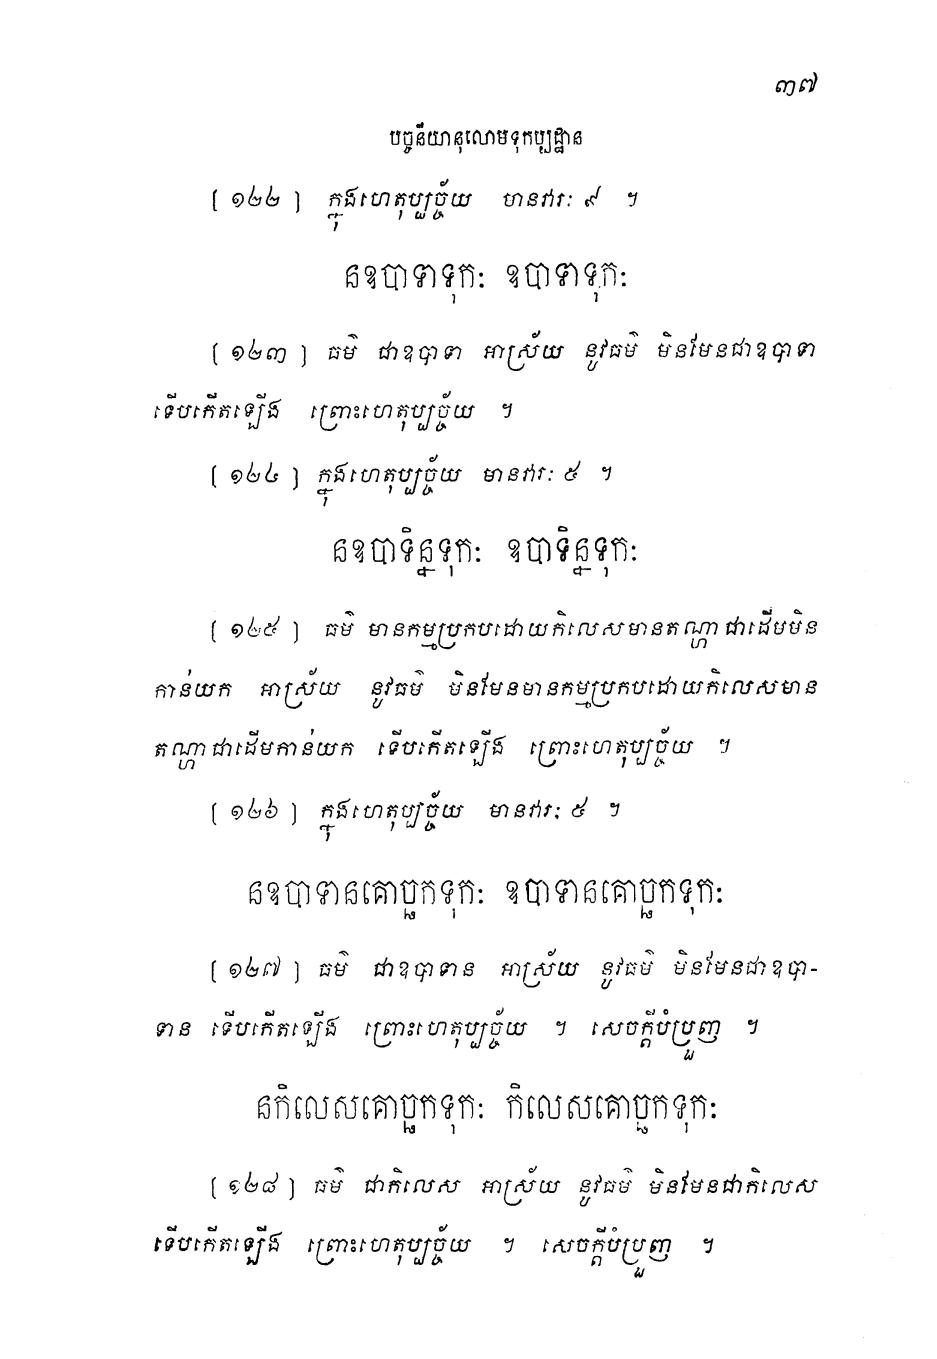 ៣៧
បច្ចនីយានុលោមទុកប្បដ្ឋាន
[ ១២២ ] ក្នុងហេតុប្បច្ច័យ មានវារៈ ៩ ។
នឧបាទាទុកៈ ឧបាទាទុកៈ
[ ១២៣ ] ធម៌ ជាឧបាទា អាស្រ័យ នូវធម៌ មិនមែនជាឧបាទា
ទើបកើតឡើង ព្រោះហេតុប្បច្ច័យ ។
[ ១២៤ ] ក្នុងហេតុប្បច្ច័យ មានវារៈ ៥ ។
នឧបាទិន្នទុកៈ ឧបាទិន្នទុកៈ
[ ១២៥ ] ធម៌ មានកម្មប្រកបដោយកិលេសមានតណ្ហាជាដើមមិន
កាន់យក អាស្រ័យ នូវធម៌ មិនមែនមានកម្មប្រកបដោយកិលេសមាន
តណ្ហាជាដើមកាន់យក ទើបកើតឡើង ព្រោះហេតុប្បច្ច័យ ។
[ ១២៦ ] ក្នុងហេតុប្បច្ច័យ មានវារៈ ៥ ។
នឧបាទានគោច្ឆកទុកៈ ឧបាទានគោច្ឆកទុកៈ
[ ១២៧ ] ធម៌ ជាឧបាទាន អាស្រ័យ នូវធម៌ មិនមែនជាឧបា-
ទាន ទើបកើតឡើង ព្រោះហេតុប្បច្ច័យ ។ សេចក្តីបំប្រួញ ។
នកិលេសគោច្ឆកទុកៈ កិលេសគោច្ឆកទុកៈ
[ ១២៨ ] ធម៌ ជាកិលេស អាស្រ័យ នូវធម៌ មិនមែនជាកិលេស
ទើបកើតឡើង ព្រោះហេតុប្បច្ច័យ ។ សេចក្តីបំប្រួញ ។